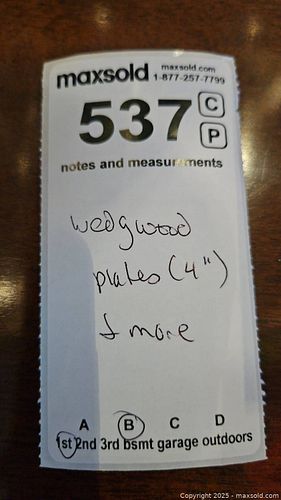 maxsold maxsold.com
1-877-257-7799
537 C
P
notes and measurements
Wedgwood
plates (4")
& more
A B C D
1st 2nd 3rd bsmt garage outdoors
Copyright 2025 - maxsold.com